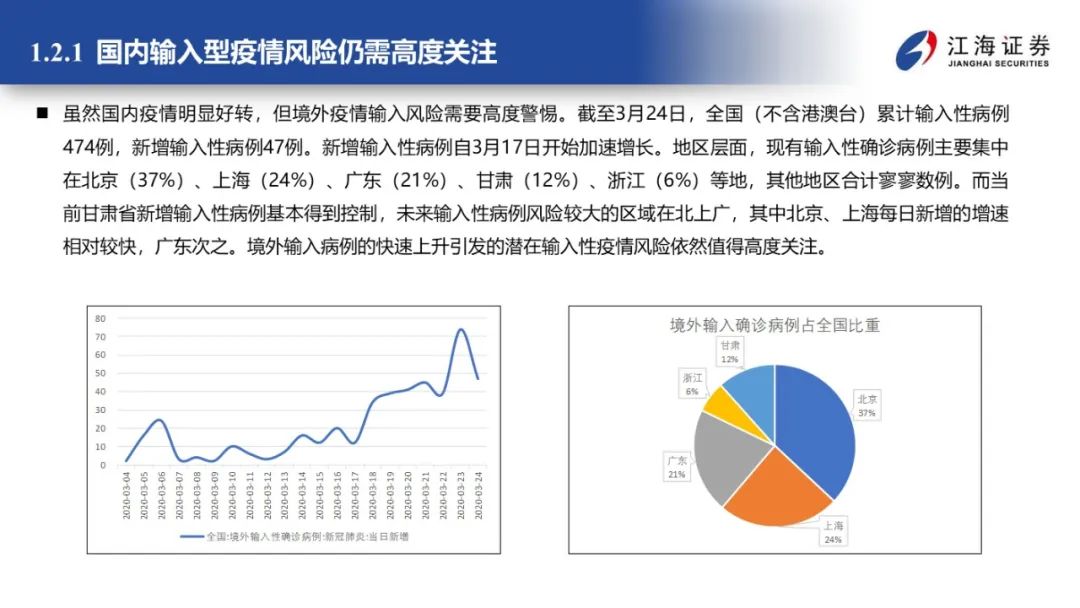 1.2.1 国内输入型疫情风险仍需高度关注
江海证券
JIANGHAI SECURITIES
■ 虽然国内疫情明显好转，但境外疫情输入风险需要高度警惕。截至3月24日，全国（不含港澳台）累计输入性病例
474例，新增输入性病例47例。新增输入性病例自3月17日开始加速增长。地区层面，现有输入性确诊病例主要集中
在北京（37%）、上海（24%）、广东（21%）、甘肃（12%）、浙江（6%）等地，其他地区合计寥寥数例。而当
前甘肃省新增输入性病例基本得到控制，未来输入性病例风险较大的区域在北上广，其中北京、上海每日新增的增速
相对较快，广东次之。境外输入病例的快速上升引发的潜在输入性疫情风险依然值得高度关注。
80
70
60
50
40
30
20
10
0
2020-03-04
2020-03-05
2020-03-06
2020-03-07
2020-03-08
2020-03-09
2020-03-10
2020-03-11
2020-03-12
2020-03-13
2020-03-14
2020-03-15
2020-03-16
2020-03-17
2020-03-18
2020-03-19
2020-03-20
2020-03-21
2020-03-22
2020-03-23
2020-03-24
全国:境外输入性确诊病例:新冠肺炎:当日新增
境外输入确诊病例占全国比重
甘肃
12%
浙江
6%
北京
37%
广东
21%
上海
24%